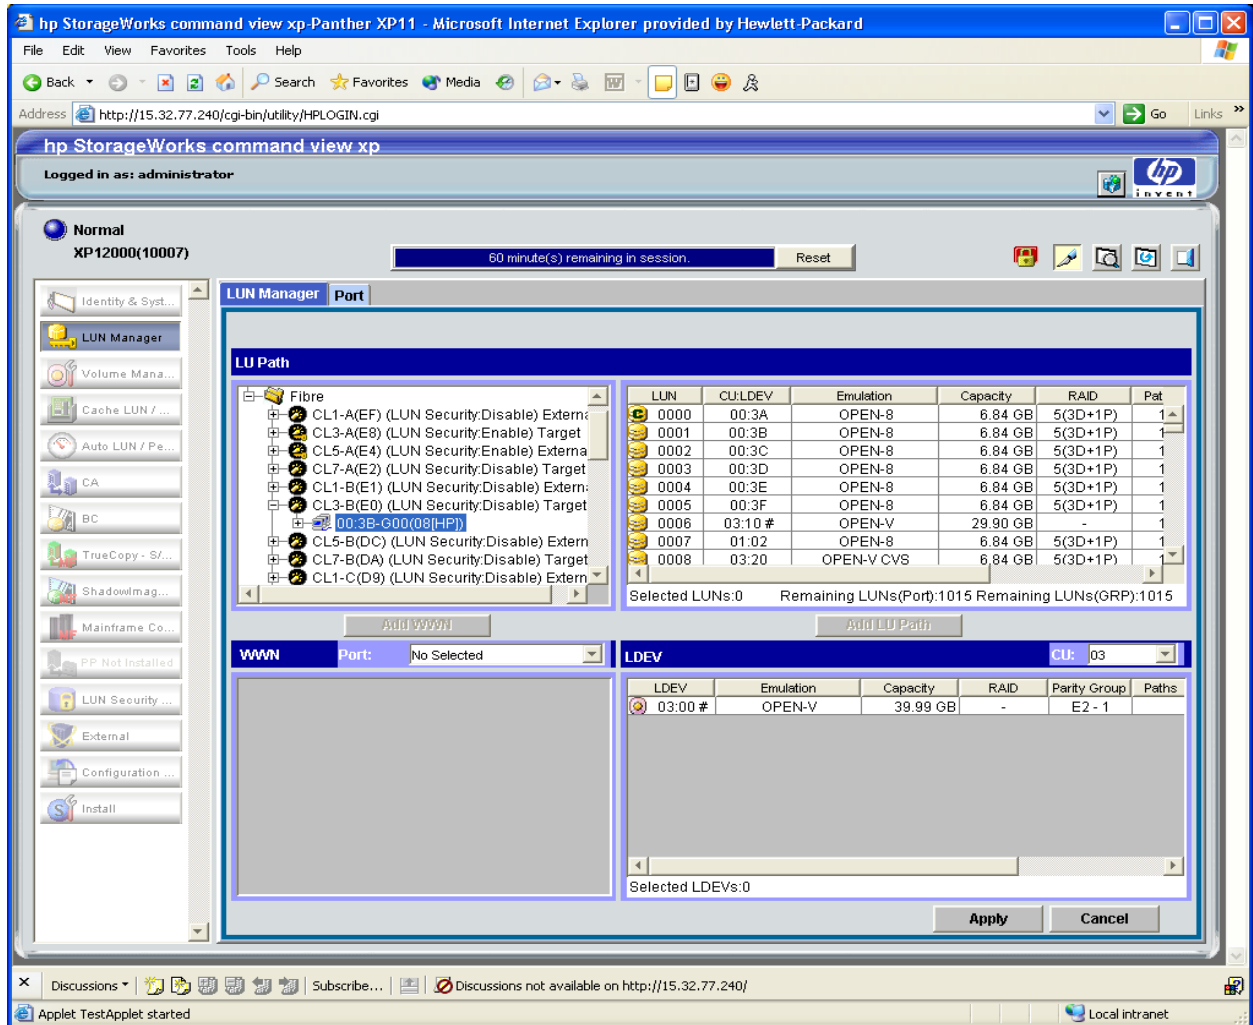 hp StorageWorks command view xp-Panther XP11 - Microsoft Internet Explorer provided by Hewlett-Packard
File Edit View Favorites Tools Help
Back Search Favorites Media
Address http://15.32.77.240/cgi-bin/utility/HPLOGIN.cgi Go Links »
hp StorageWorks command view xp
Logged in as: administrator
hp
invent
Normal
XP12000(10007)
60 minute(s) remaining in session. Reset
Identity & Syst...
LUN Manager
Volume Mana...
Cache LUN / ...
Auto LUN / Pe...
CA
BC
TrueCopy - S/...
ShadowImag...
Mainframe Co...
PP Not Installed
LUN Security ...
External
Configuration ...
Install
LUN Manager Port
LU Path
Fibre
CL1-A(EF) (LUN Security:Disable) Externa
CL3-A(E8) (LUN Security:Enable) Target
CL5-A(E4) (LUN Security:Enable) Externa
CL7-A(E2) (LUN Security:Disable) Target
CL1-B(E1) (LUN Security:Disable) Extern
CL3-B(E0) (LUN Security:Disable) Target
00:3B-G00(08[HP])
CL5-B(DC) (LUN Security:Disable) Extern
CL7-B(DA) (LUN Security:Disable) Target
CL1-C(D9) (LUN Security:Disable) Extern
LUN CU:LDEV Emulation Capacity RAID Pat
0000 00:3A OPEN-8 6.84 GB 5(3D+1P) 1
0001 00:3B OPEN-8 6.84 GB 5(3D+1P) 1
0002 00:3C OPEN-8 6.84 GB 5(3D+1P) 1
0003 00:3D OPEN-8 6.84 GB 5(3D+1P) 1
0004 00:3E OPEN-8 6.84 GB 5(3D+1P) 1
0005 00:3F OPEN-8 6.84 GB 5(3D+1P) 1
0006 03:10 # OPEN-V 29.90 GB - 1
0007 01:02 OPEN-8 6.84 GB 5(3D+1P) 1
0008 03:20 OPEN-V CVS 6.84 GB 5(3D+1P) 1
Selected LUNs:0 Remaining LUNs(Port):1015 Remaining LUNs(GRP):1015
Add WWN
Add LU Path
WWN Port: No Selected
LDEV CU: 03
LDEV Emulation Capacity RAID Parity Group Paths
03:00 # OPEN-V 39.99 GB - E2 - 1
Selected LDEVs:0
Apply Cancel
Discussions Subscribe... Discussions not available on http://15.32.77.240/
Applet TestApplet started Local intranet